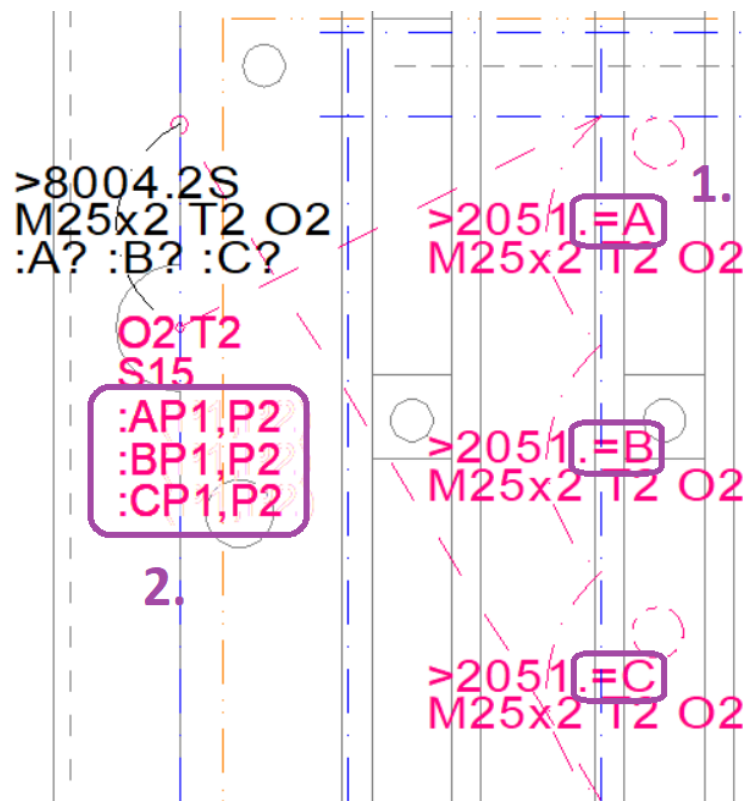 >8004.2S
M25x2 T2 O2
:A? :B? :C?
O2 T2
S15
:AP1,P2
:BP1,P2
:CP1,P2
2.
1.
>2051.=A
M25x2 T2 O2
>2051.=B
M25x2 T2 O2
>2051.=C
M25x2 T2 O2